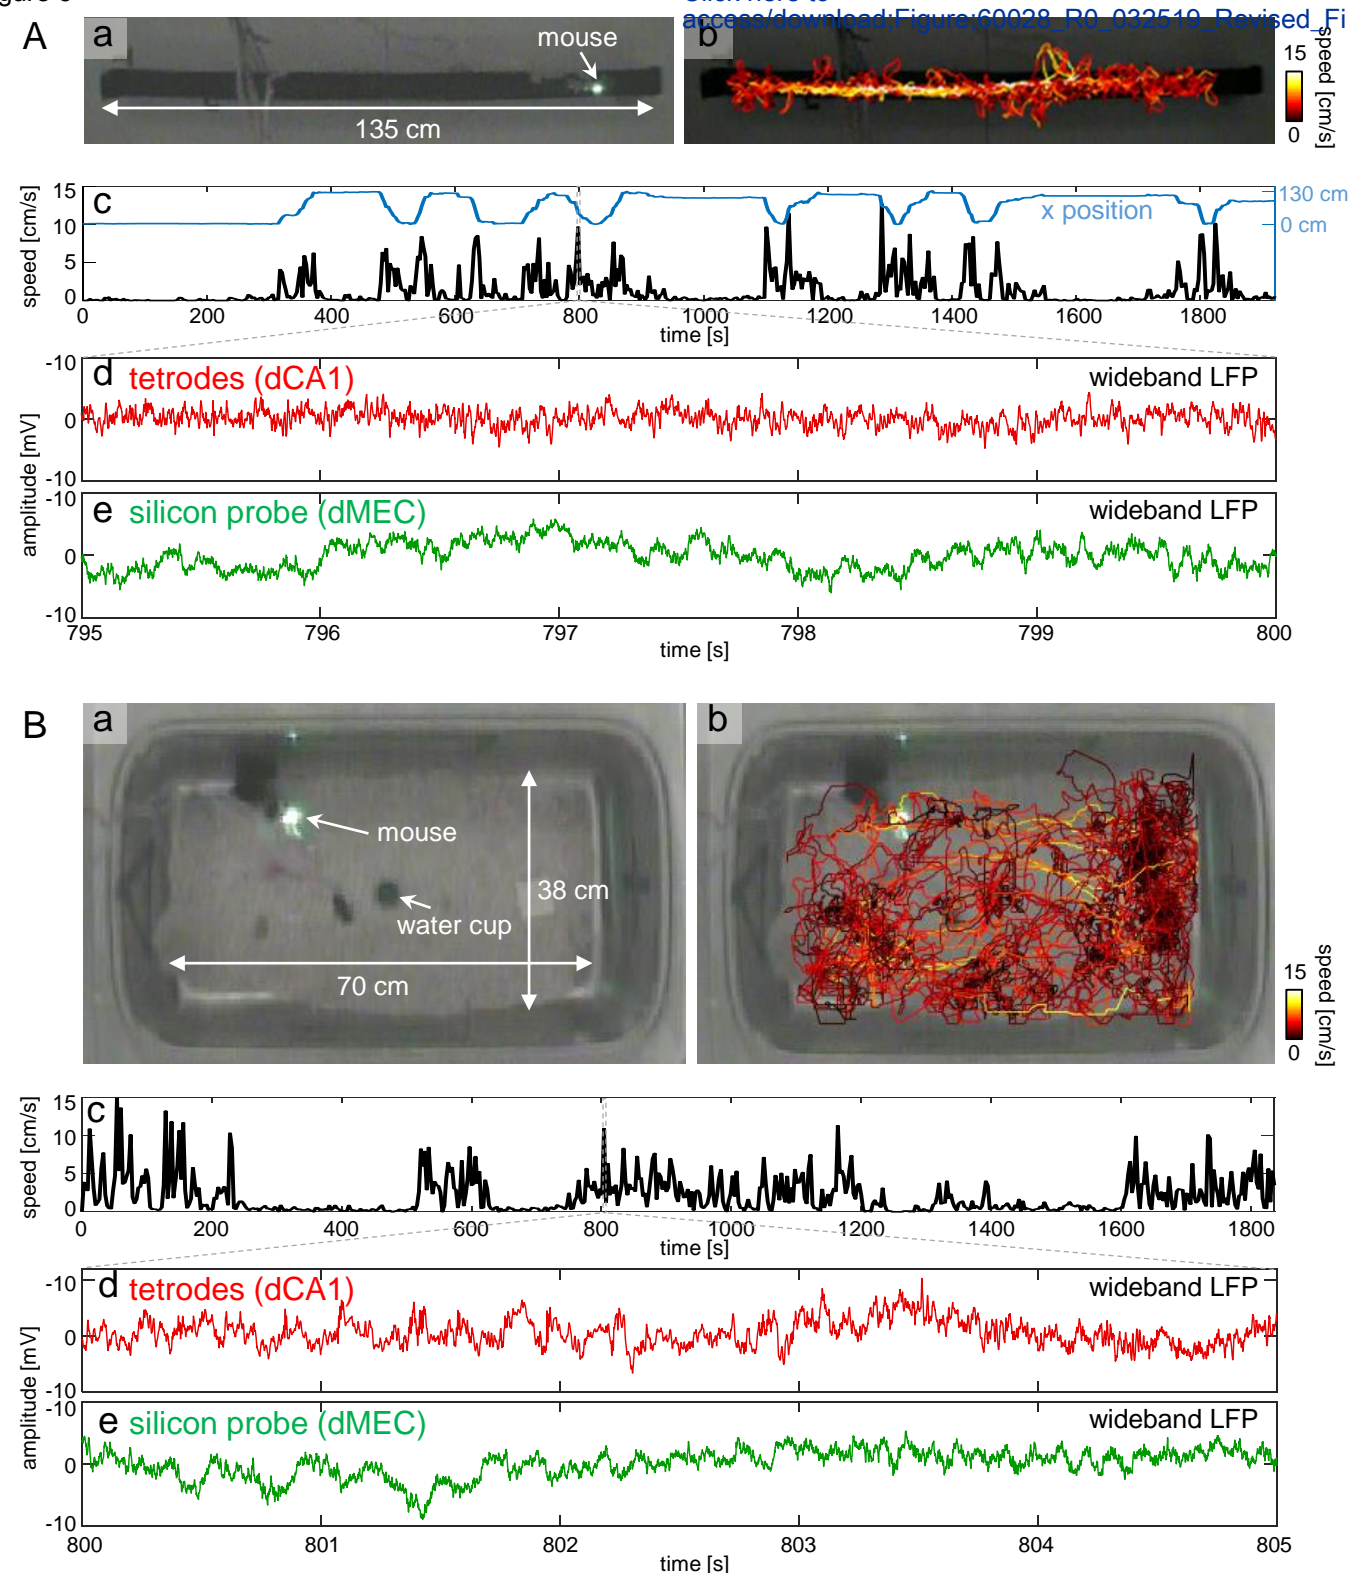 gure 6
Click here to
access/download;Figure;60028_R0_032519_Revised_Fi
A
a
mouse
135 cm
b
15
0
speed [cm/s]
c
15
10
5
0
speed [cm/s]
x position
130 cm
0 cm
0 200 400 600 800 1000 1200 1400 1600 1800
time [s]
d tetrodes (dCA1)
wideband LFP
-10
0
-10
amplitude [mV]
e silicon probe (dMEC)
wideband LFP
-10
0
-10
795 796 797 798 799 800
time [s]
B
a
mouse
38 cm
water cup
70 cm
b
15
0
speed [cm/s]
c
15
10
5
0
speed [cm/s]
0 200 400 600 800 1000 1200 1400 1600 1800
time [s]
d tetrodes (dCA1)
wideband LFP
-10
0
-10
amplitude [mV]
e silicon probe (dMEC)
wideband LFP
-10
0
-10
800 801 802 803 804 805
time [s]